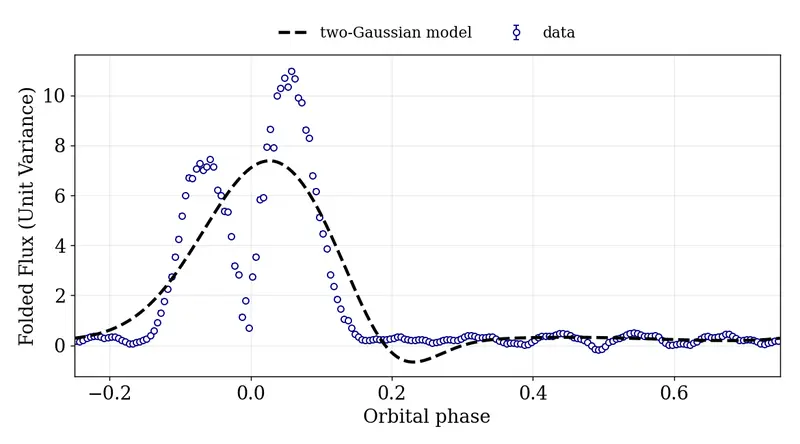 two-Gaussian model data
Folded Flux (Unit Variance)
10
8
6
4
2
0
−0.2 0.0 0.2 0.4 0.6
Orbital phase